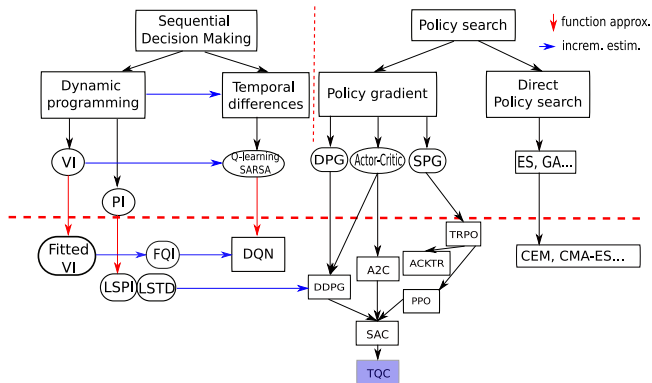 Sequential
Decision Making
Policy search
function approx.
increm. estim.
Dynamic
programming
Temporal
differences
Policy gradient
Direct
Policy search
VI
Q-learning
SARSA
DPG
Actor-Critic
SPG
ES, GA...
PI
Fitted
VI
FQI
DQN
TRPO
A2C
ACKTR
CEM, CMA-ES...
LSPI
LSTD
DDPG
PPO
SAC
TQC